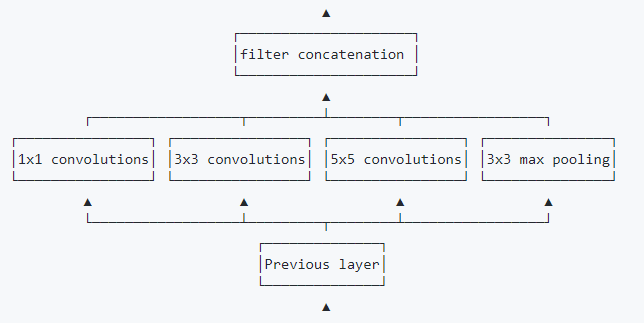 filter concatenation
1x1 convolutions 3x3 convolutions 5x5 convolutions 3x3 max pooling
Previous layer